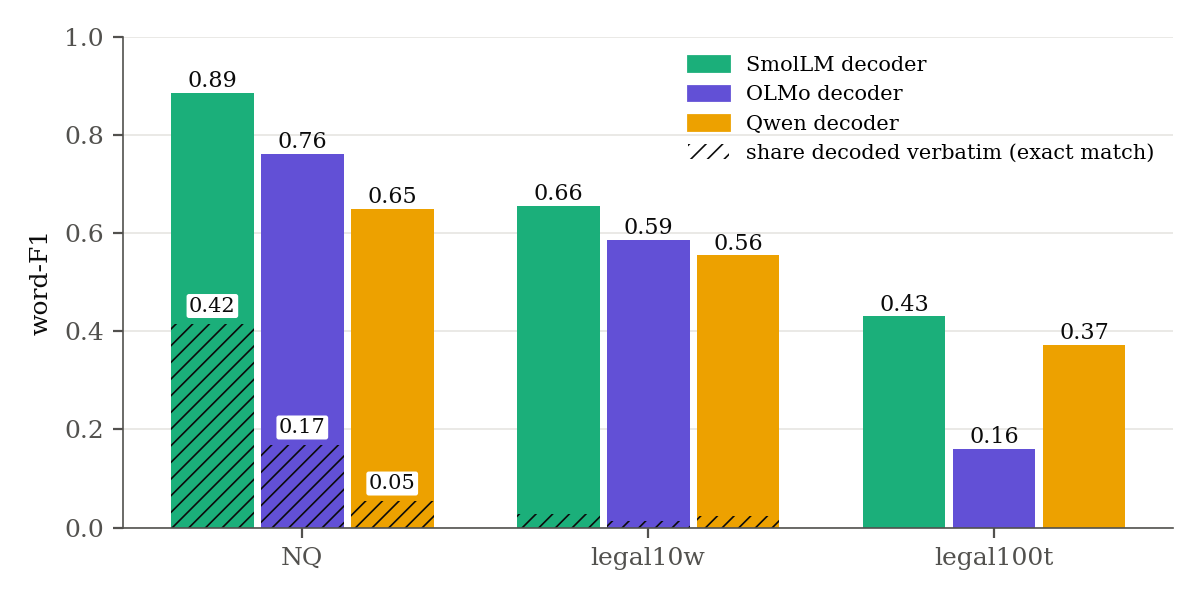 1.0
0.8
0.6
0.4
0.2
0.0
word-F1
SmolLM decoder
OLMo decoder
Qwen decoder
share decoded verbatim (exact match)
0.89
0.76
0.65
0.42
0.17
0.05
0.66
0.59
0.56
0.43
0.16
0.37
NQ
legal10w
legal100t